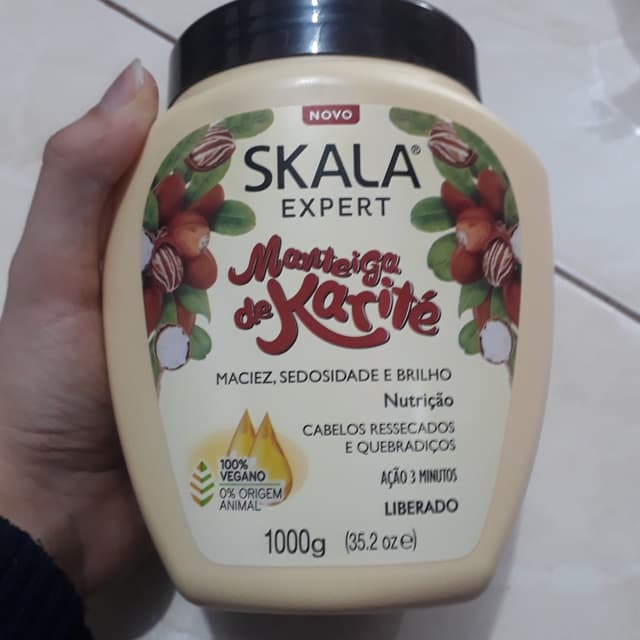 NOVO
SKALA®
EXPERT
Manteiga
de Karité
MACIEZ, SEDOSIDADE E BRILHO
Nutrição
CABELOS RESSECADOS
E QUEBRADIÇOS
100%
VEGANO
0% ORIGEM
ANIMAL
AÇÃO 3 MINUTOS
LIBERADO
1000g (35.2 oz ℮)